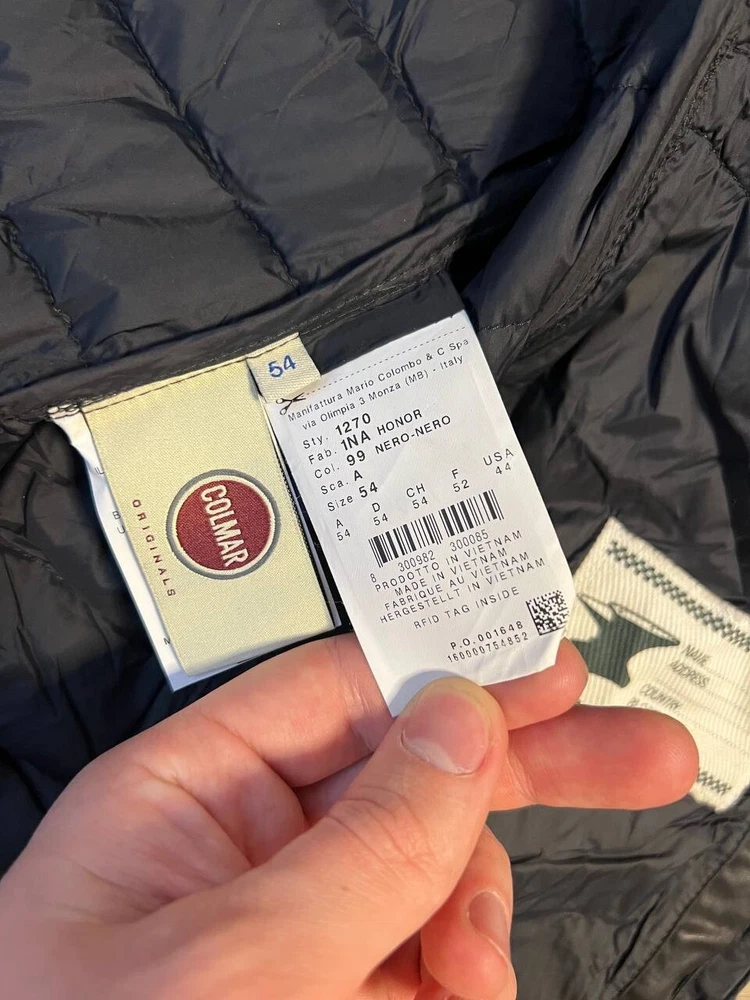 54
ORIGINALS
COLMAR
Manifattura Mario Colombo & C Spa
via Olimpia 3 Monza (MB) - Italy
Sty. 1270
Fab. 1NA HONOR
Col. 99 NERO-NERO
Sca. A
Size 54
A D CH F USA
54 54 54 52 44
8 300982 300085
PRODOTTO IN VIETNAM
MADE IN VIETNAM
FABRIQUE AU VIETNAM
HERGESTELLT IN VIETNAM
RFID TAG INSIDE
P.O. 001648
160000754852
NAME
ADDRESS
COUNTRY